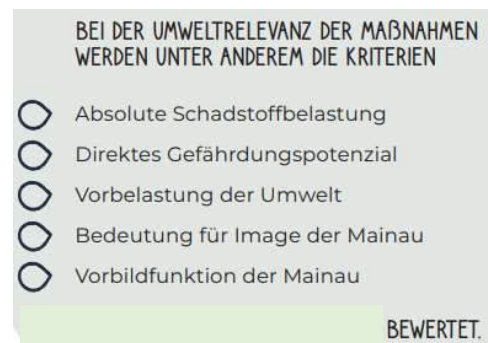 BEI DER UMWELTRELEVANZ DER MAßNAHMEN
WERDEN UNTER ANDEREM DIE KRITERIEN
Absolute Schadstoffbelastung
Direktes Gefährdungspotenzial
Vorbelastung der Umwelt
Bedeutung für Image der Mainau
Vorbildfunktion der Mainau
BEWERTET.